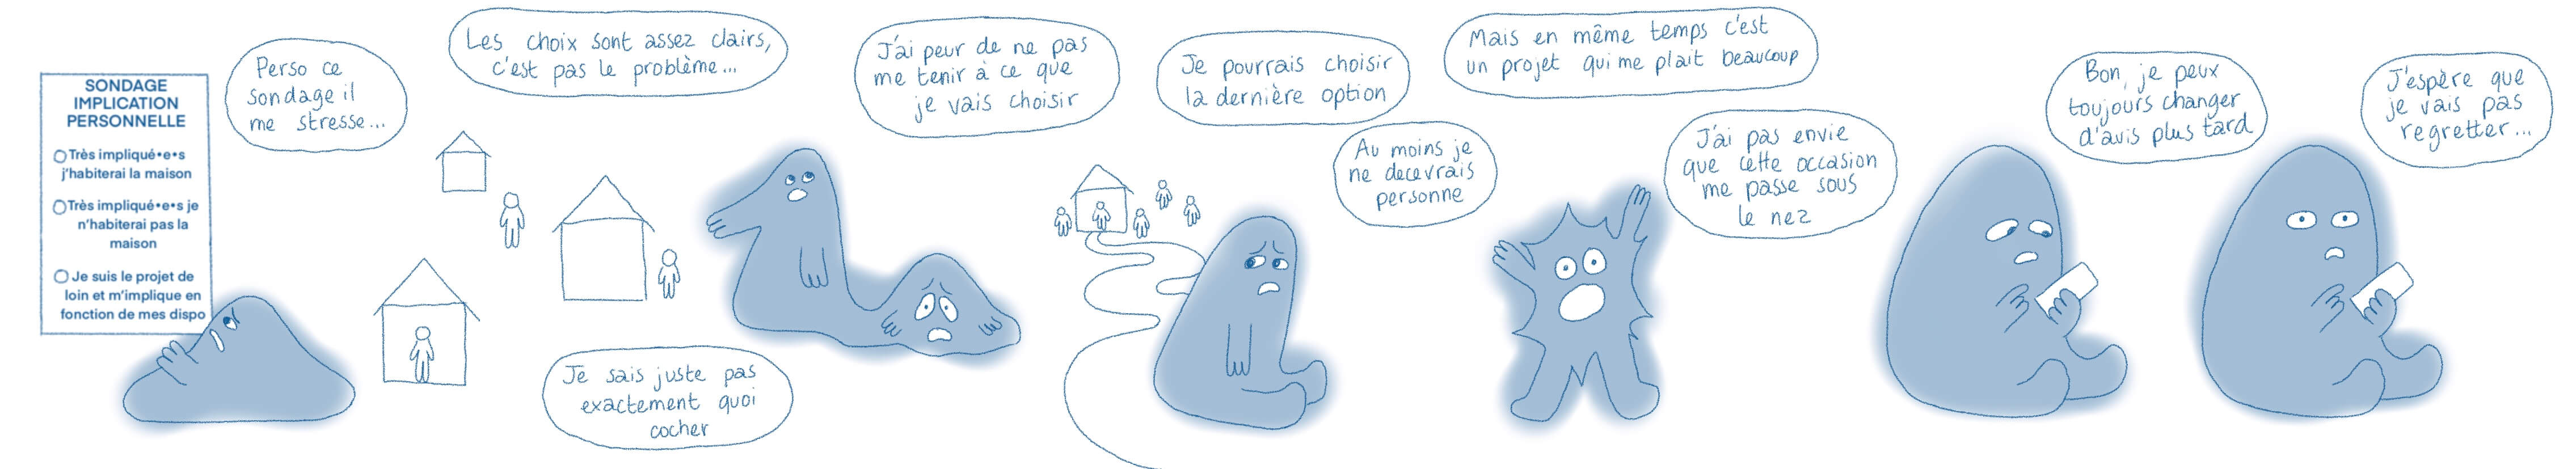 SONDAGE
IMPLICATION
PERSONNELLE
Très impliqué•e•s
j'habiterai la maison
Très impliqué•e•s je
n'habiterai pas la
maison
Je suis le projet de
loin et m'implique en
fonction de mes dispo
Perso ce
sondage il
me stresse...
Les choix sont assez clairs,
c'est pas le problème...
Je sais juste pas
exactement quoi
cocher
J'ai peur de ne pas
me tenir à ce que
je vais choisir
Je pourrais choisir
la dernière option
Au moins je
ne decevrais
personne
Mais en même temps c'est
un projet qui me plait beaucoup
J'ai pas envie
que cette occasion
me passe sous
le nez
Bon, je peux
toujours changer
d'avis plus tard
J'espère que
je vais pas
regretter...